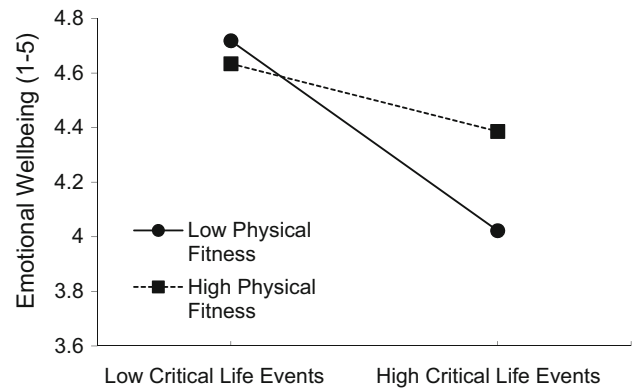 Emotional Wellbeing (1-5)
4.8
4.6
4.4
4.2
4
3.8
3.6
Low Physical
Fitness
High Physical
Fitness
Low Critical Life Events
High Critical Life Events